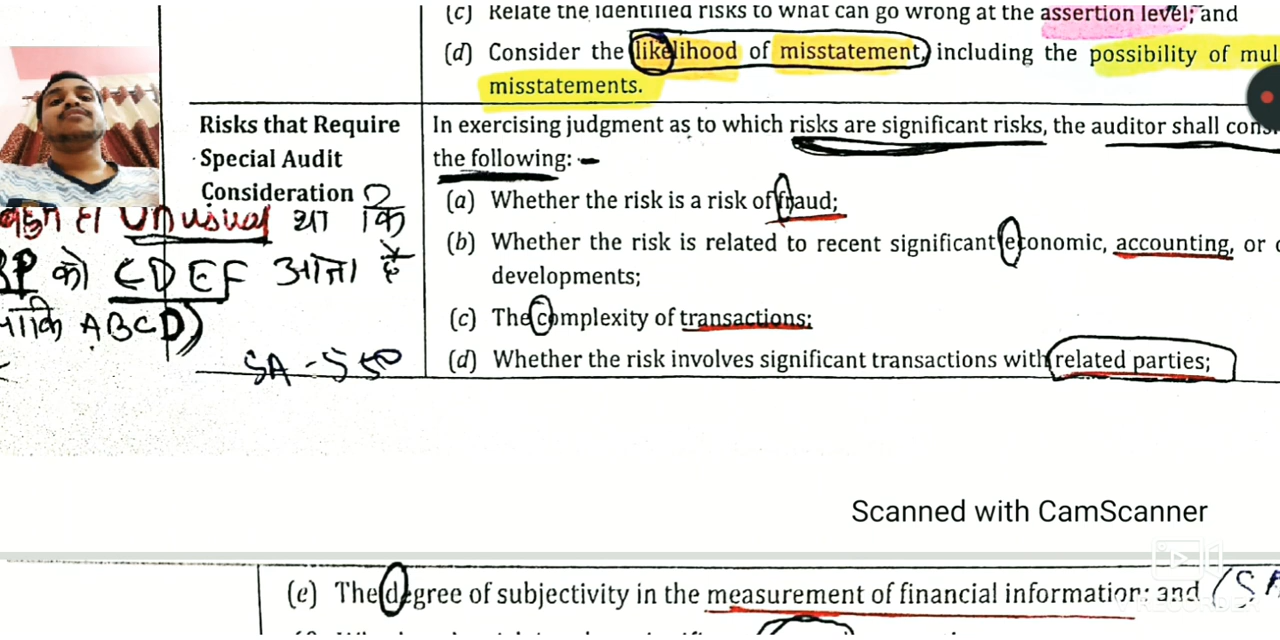 (c) Relate the identified risks to what can go wrong at the assertion level; and
(d) Consider the likelihood of misstatement, including the possibility of mul
misstatements.
Risks that Require
Special Audit
Consideration
In exercising judgment as to which risks are significant risks, the auditor shall cons
the following:
(a) Whether the risk is a risk of fraud;
(b) Whether the risk is related to recent significant economic, accounting, or
developments;
(c) The complexity of transactions;
(d) Whether the risk involves significant transactions with related parties;
unusual था कि
को CDEF आता है
ABCD)
SA - 550
Scanned with CamScanner
(e) The degree of subjectivity in the measurement of financial information; and (SA